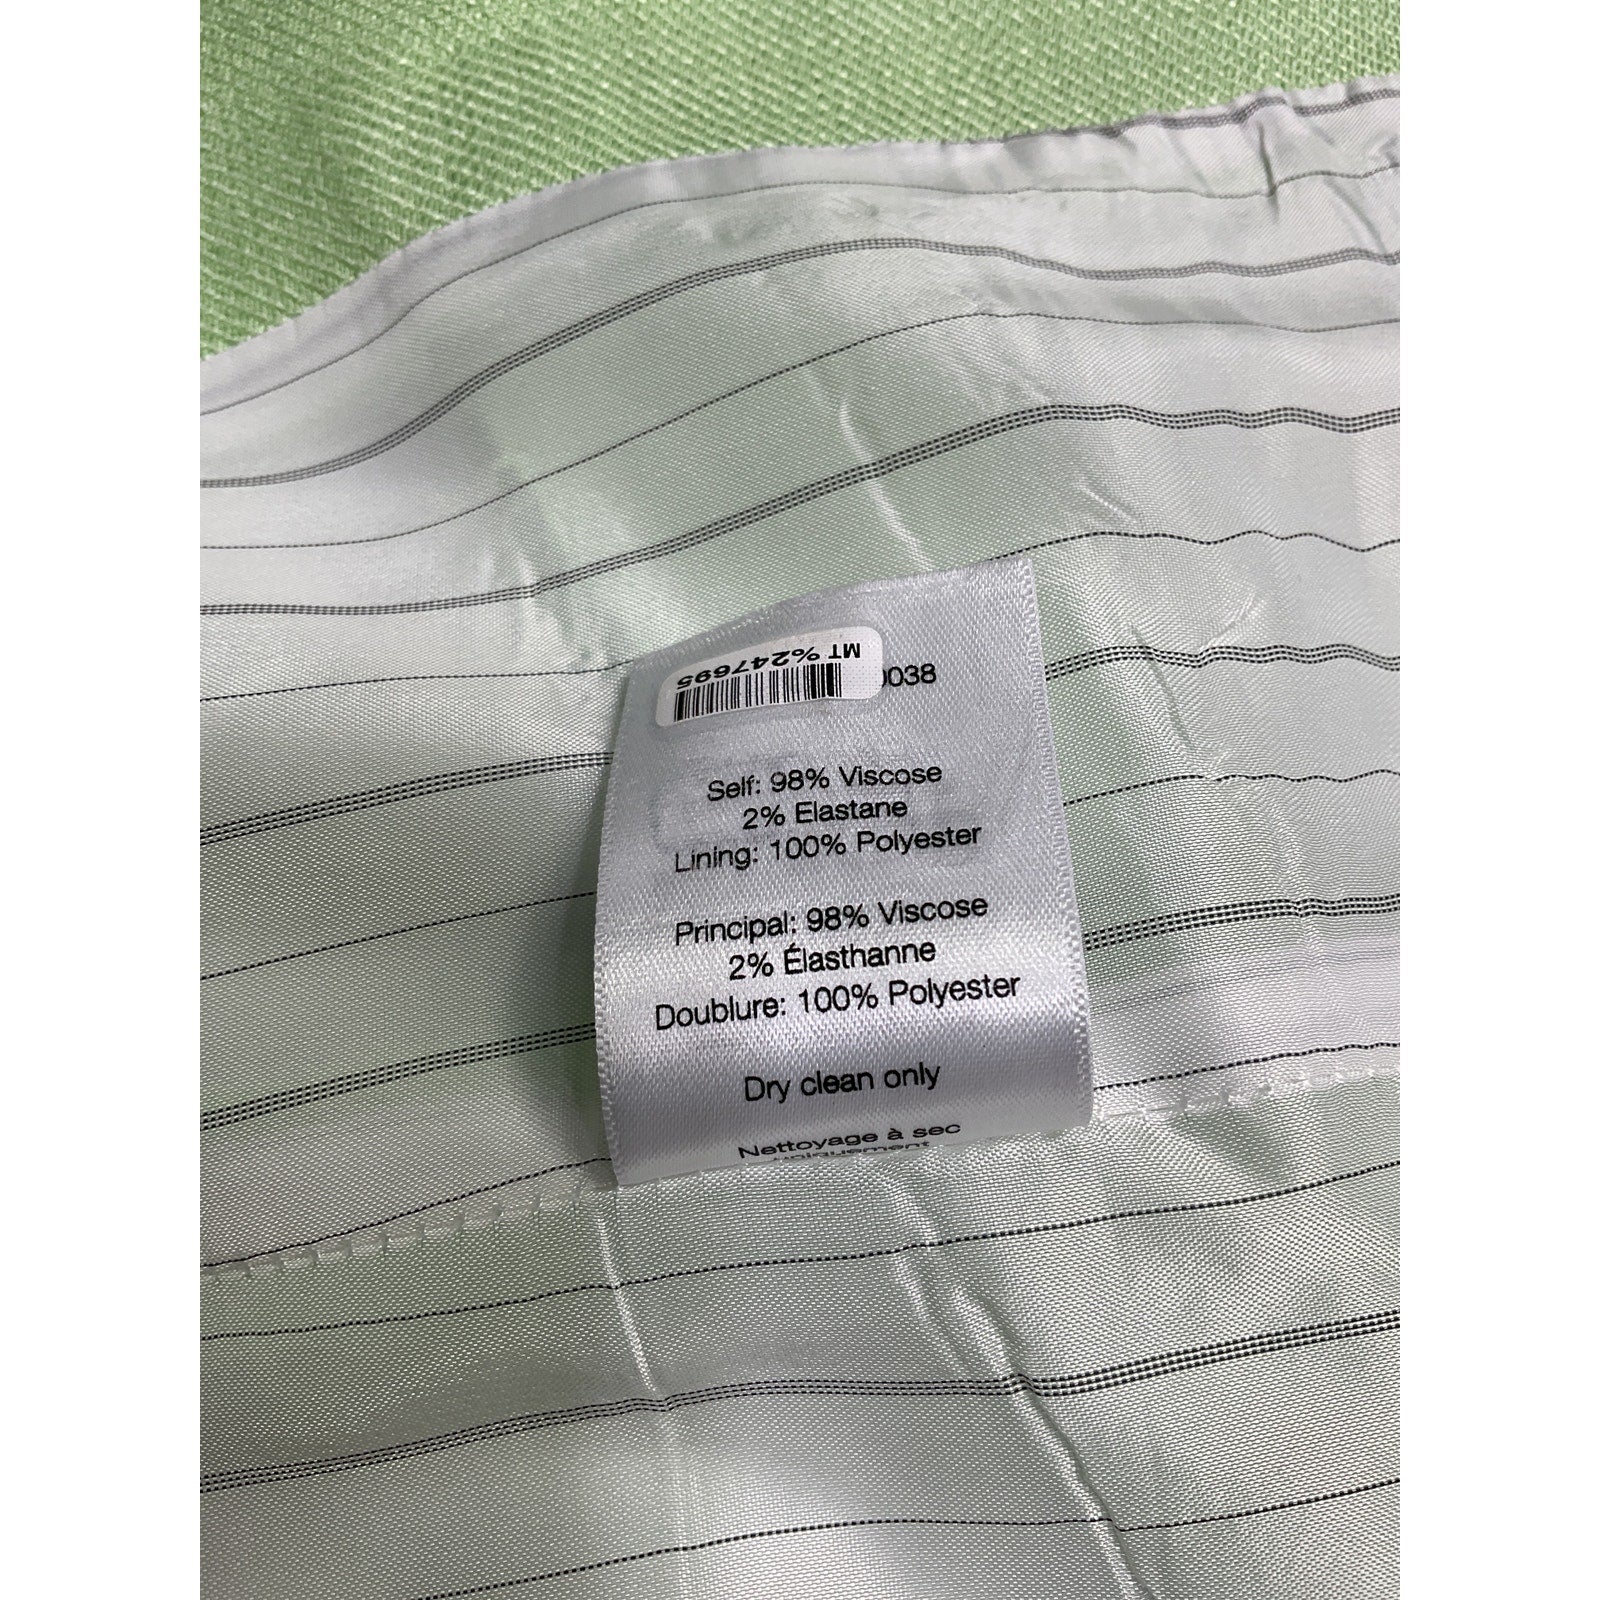 MT %247695
0038
Self: 98% Viscose
2% Elastane
Lining: 100% Polyester
Principal: 98% Viscose
2% Élasthanne
Doublure: 100% Polyester
Dry clean only
Nettoyage à sec
uniquement